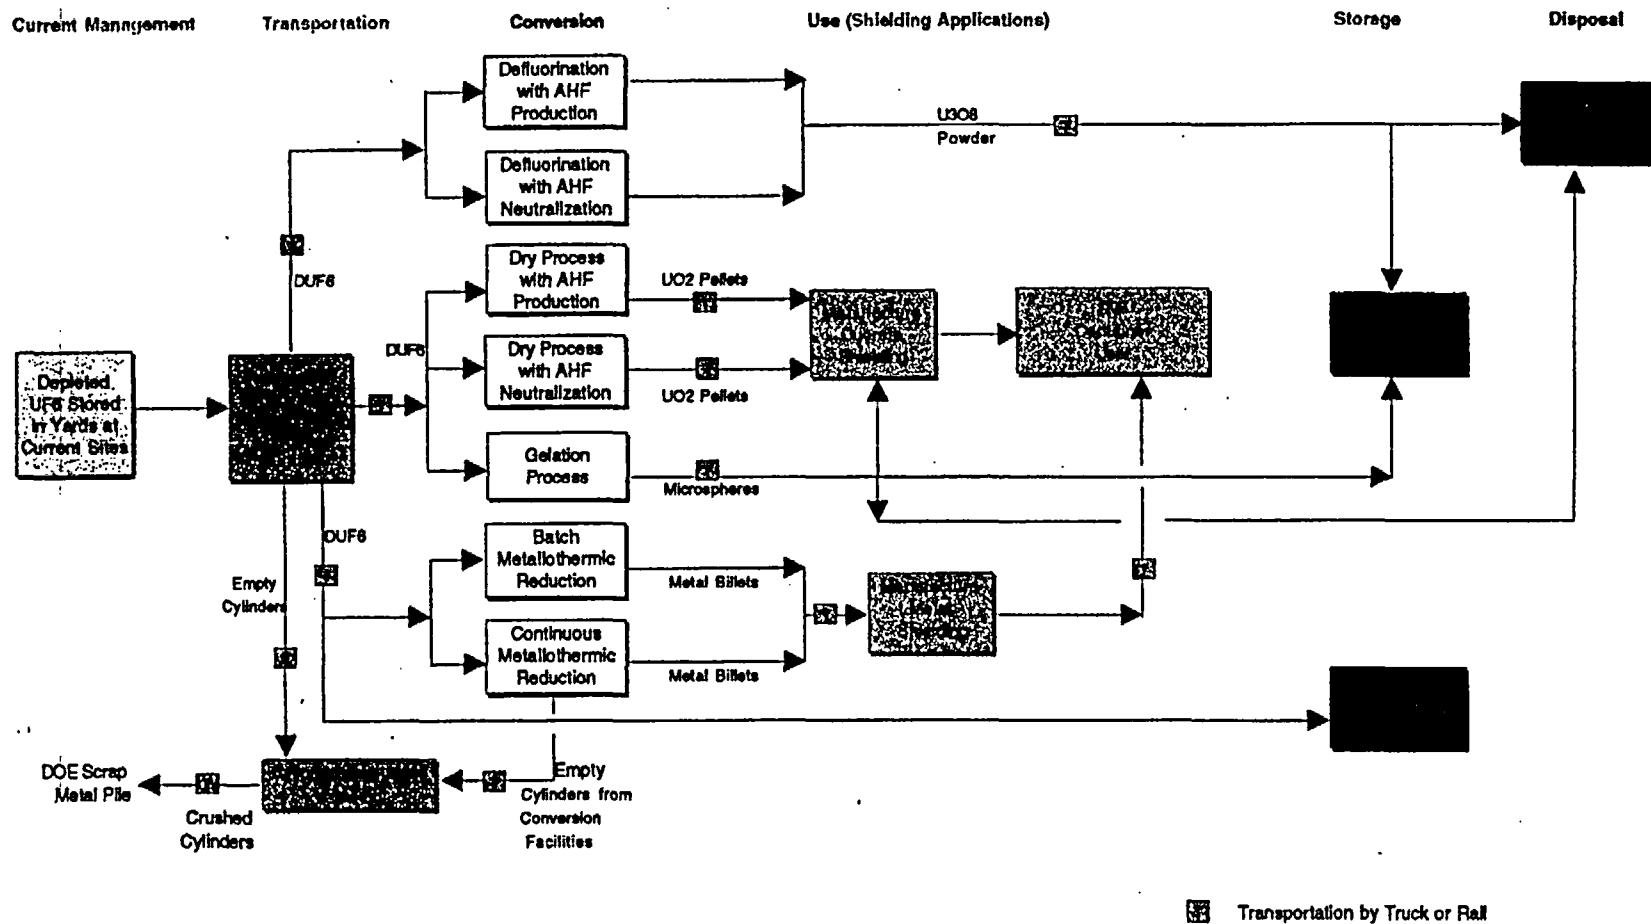 Current Management
Transportation
Conversion
Use (Shielding Applications)
Storage
Disposal
Defluorination
with AHF
Production
U3O8
Powder
Defluorination
with AHF
Neutralization
DUF6
Dry Process
with AHF
Production
UO2 Pellets
DUF6
Dry Process
with AHF
Neutralization
UO2 Pellets
Depleted
UF6 Stored
in Yards at
Current Sites
Gelation
Process
Microspheres
DUF6
Batch
Metallothermic
Reduction
Metal Billets
Empty
Cylinders
Continuous
Metallothermic
Reduction
Metal Billets
DOE Scrap
Metal Pile
Crushed
Cylinders
Empty
Cylinders from
Conversion
Facilities
Transportation by Truck or Rail